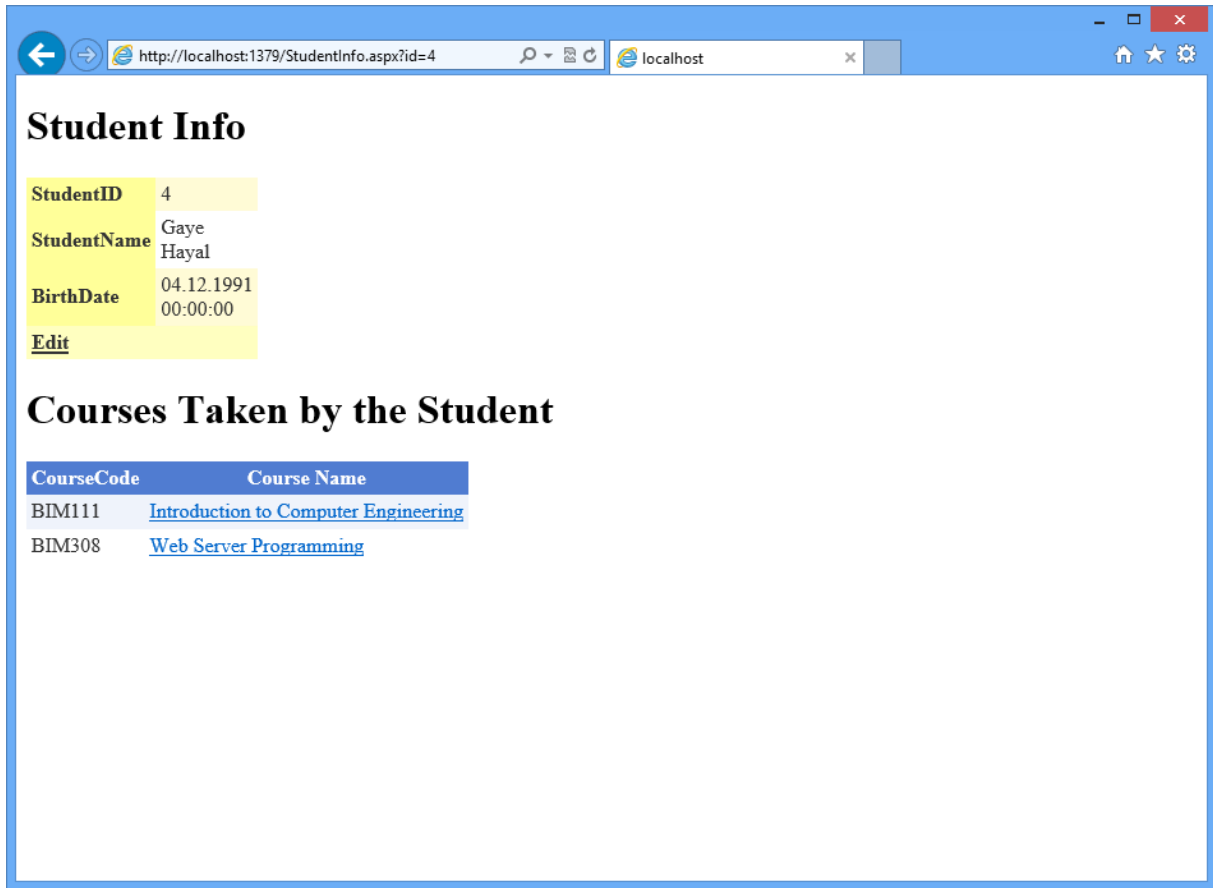 http://localhost:1379/StudentInfo.aspx?id=4 localhost
Student Info
StudentID 4
StudentName Gaye
Hayal
BirthDate 04.12.1991
00:00:00
Edit
Courses Taken by the Student
CourseCode Course Name
BIM111 Introduction to Computer Engineering
BIM308 Web Server Programming